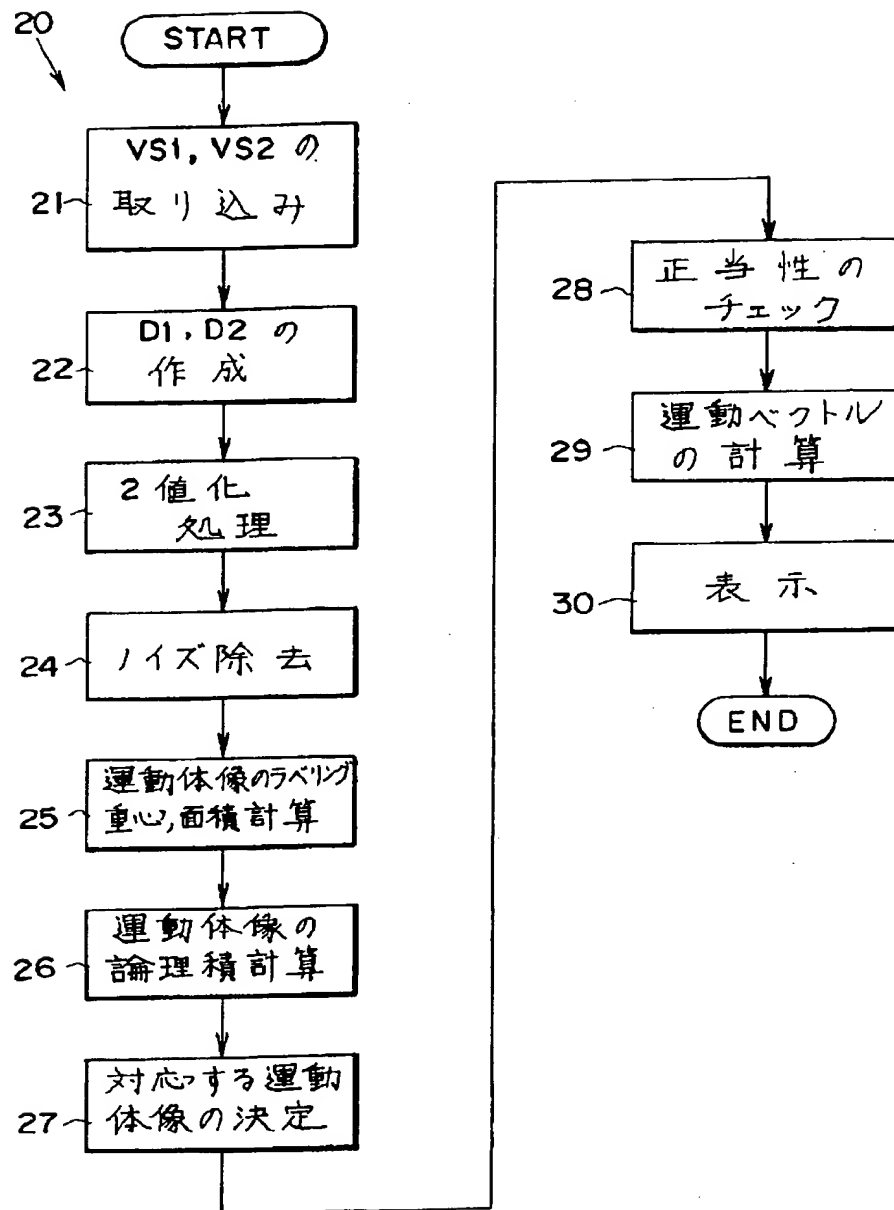 20
START
21
VS1, VS2 の
取り込み
22
D1, D2 の
作成
23
2値化
処理
24
ノイズ除去
25
運動体像のラベリング
重心,面積計算
26
運動体像の
論理積計算
27
対応する運動
体像の決定
28
正当性の
チェック
29
運動ベクトル
の計算
30
表示
END